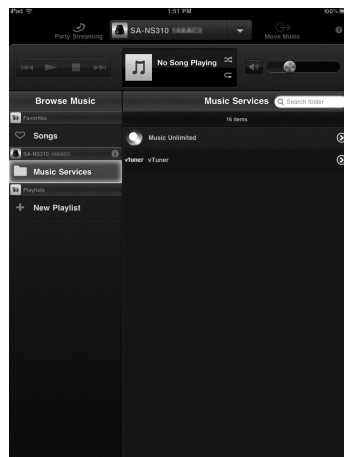 iPad 1:51 PM 100%
Party Streaming SA-NS310 Move Music
No Song Playing
Browse Music Music Services Search folder
Favorites 16 items
Songs Music Unlimited
SA-NS310 vTuner vTuner
Music Services
Playlists
New Playlist